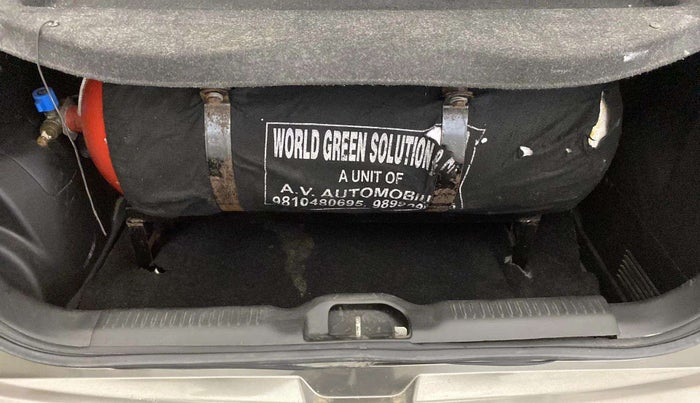 WORLD GREEN SOLUTION
A UNIT OF
A.V. AUTOMOBIL
9810480695,